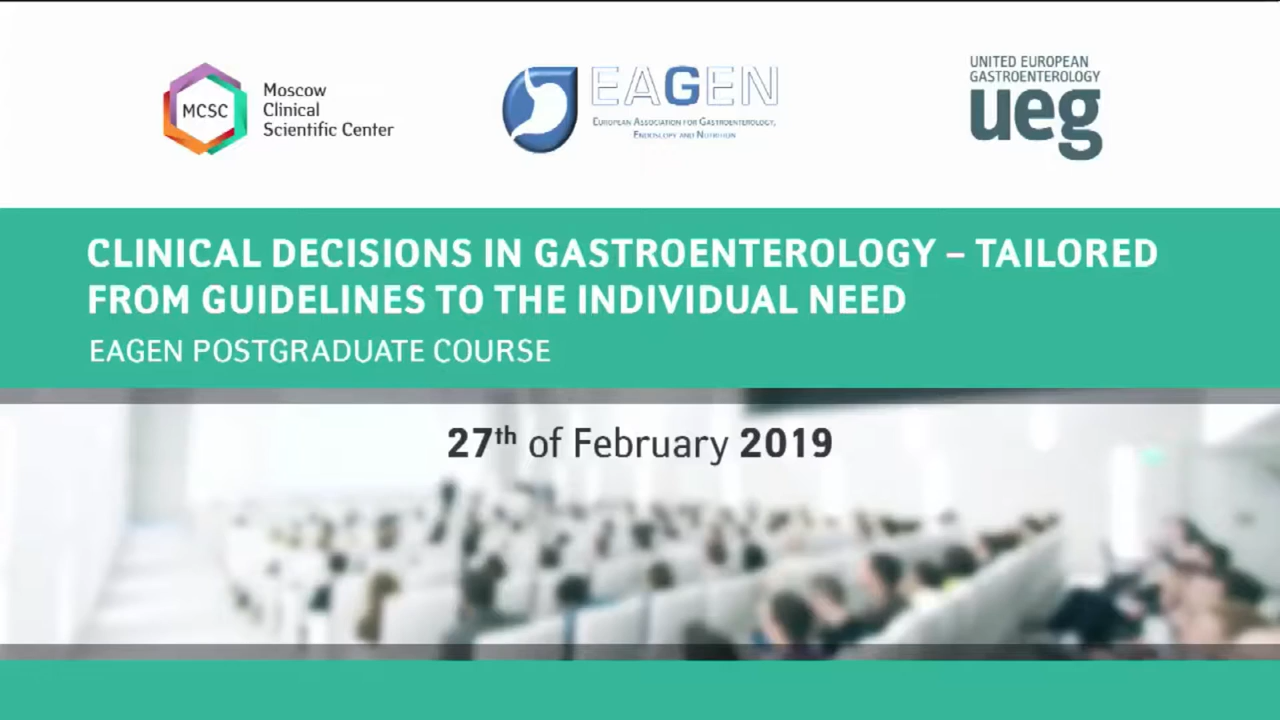 MCSC
Moscow
Clinical
Scientific Center
EAGEN
EUROPEAN ASSOCIATION FOR GASTROENTEROLOGY,
ENDOSCOPY AND NUTRITION
UNITED EUROPEAN
GASTROENTEROLOGY
ueg
CLINICAL DECISIONS IN GASTROENTEROLOGY – TAILORED
FROM GUIDELINES TO THE INDIVIDUAL NEED
EAGEN POSTGRADUATE COURSE
27th of February 2019